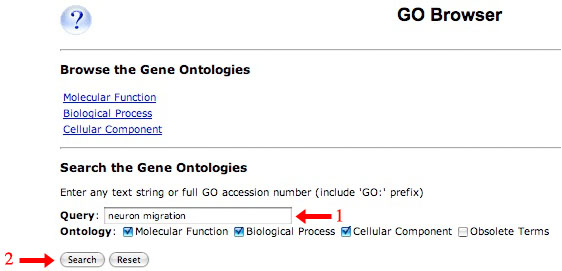 ?
GO Browser
Browse the Gene Ontologies
Molecular Function
Biological Process
Cellular Component
Search the Gene Ontologies
Enter any text string or full GO accession number (include 'GO:' prefix)
Query: neuron migration 1
Ontology: Molecular Function Biological Process Cellular Component Obsolete Terms
2 Search Reset